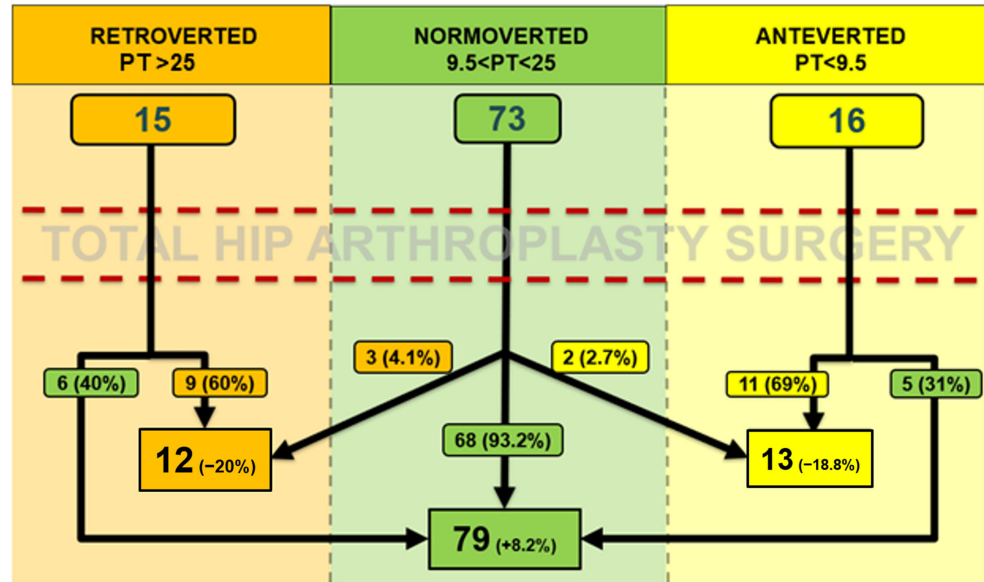 RETROVERTED
PT >25
NORMOVERTED
9.5<PT<25
ANTEVERTED
PT<9.5
15
73
16
TOTAL HIP ARTHROPLASTY SURGERY
3 (4.1%)
2 (2.7%)
6 (40%)
9 (60%)
11 (69%)
5 (31%)
68 (93.2%)
12 (−20%)
13 (−18.8%)
79 (+8.2%)